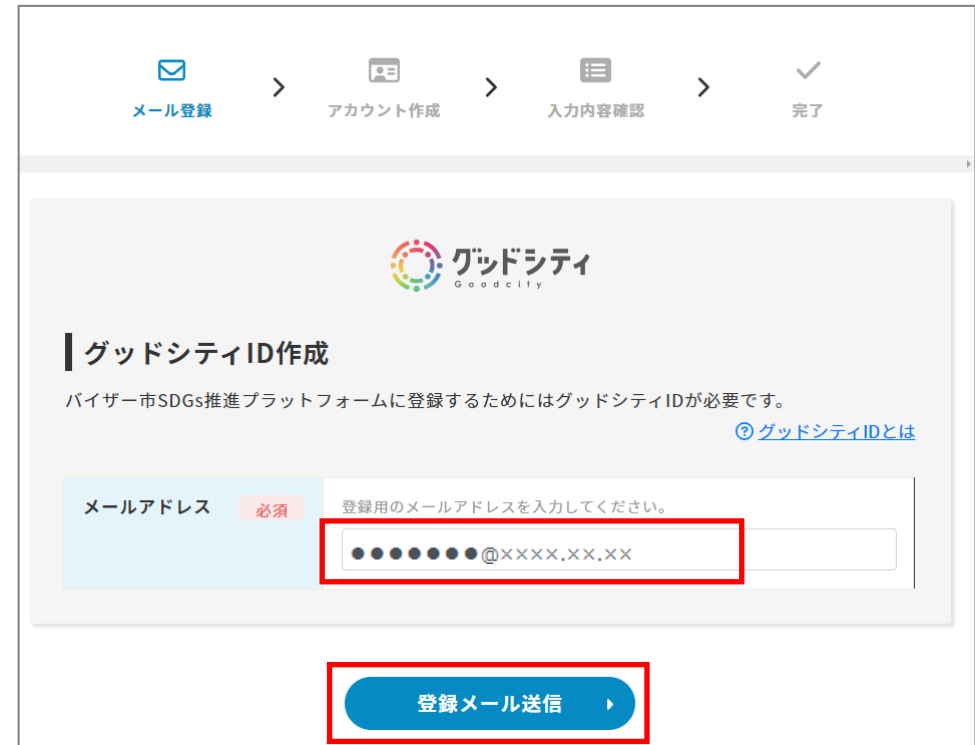 メール登録
アカウント作成
入力内容確認
完了
グッドシティ
Goodcity
グッドシティID作成
バイザー市SDGs推進プラットフォームに登録するためにはグッドシティIDが必要です。
グッドシティIDとは
メールアドレス 必須
登録用のメールアドレスを入力してください。
●●●●●●●@××××.××.××
登録メール送信